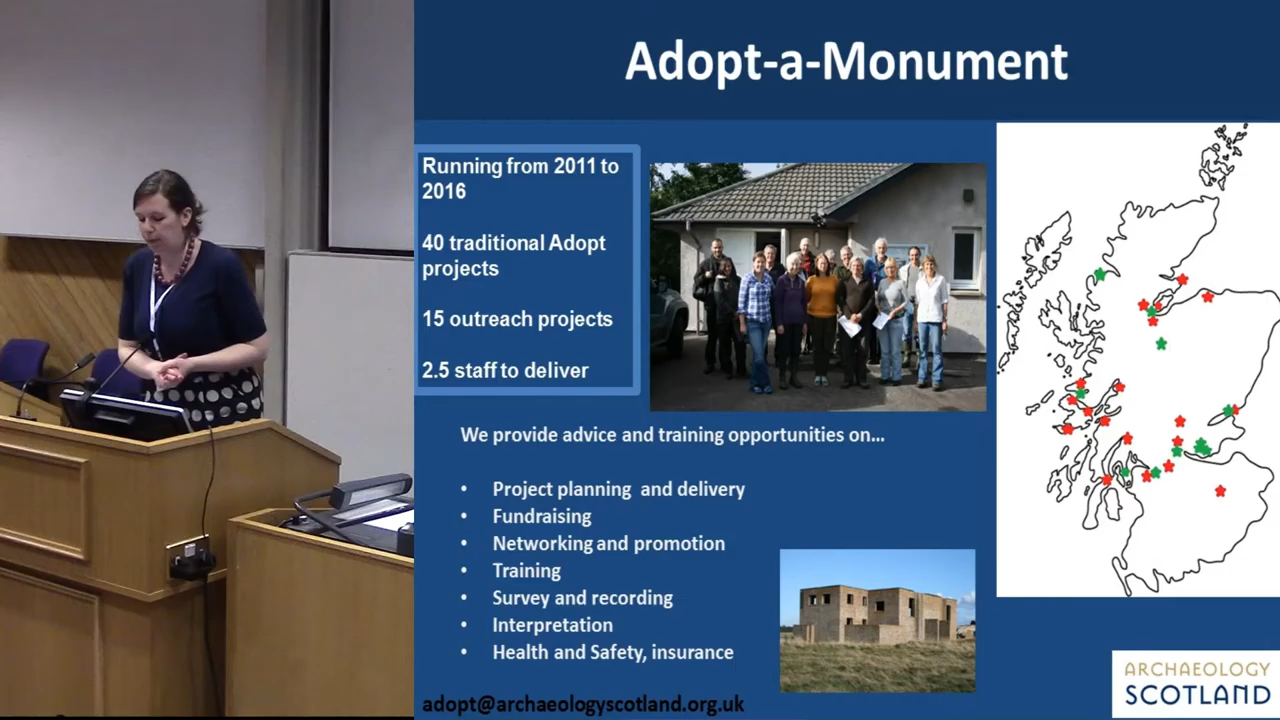 Adopt-a-Monument
Running from 2011 to
2016
40 traditional Adopt
projects
15 outreach projects
2.5 staff to deliver
We provide advice and training opportunities on...
• Project planning and delivery
• Fundraising
• Networking and promotion
• Training
• Survey and recording
• Interpretation
• Health and Safety, insurance
adopt@archaeologyscotland.org.uk
ARCHAEOLOGY
SCOTLAND